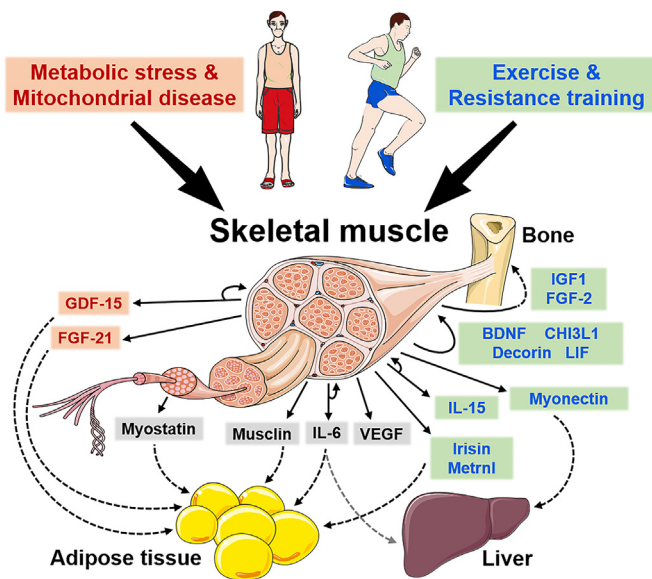 Metabolic stress &
Mitochondrial disease
Exercise &
Resistance training
Skeletal muscle
Bone
GDF-15
FGF-21
IGF1
FGF-2
BDNF CHI3L1
Decorin LIF
IL-15
Myonectin
Myostatin
Musclin
IL-6
VEGF
Irisin
Metrnl
Adipose tissue
Liver